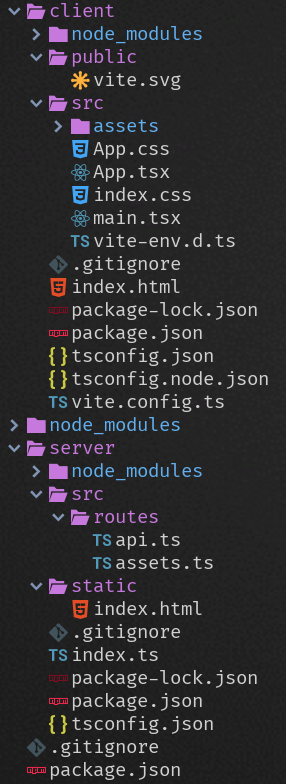 client
node_modules
public
vite.svg
src
assets
App.css
App.tsx
index.css
main.tsx
TS vite-env.d.ts
.gitignore
index.html
package-lock.json
package.json
{} tsconfig.json
{} tsconfig.node.json
TS vite.config.ts
node_modules
server
node_modules
src
routes
TS api.ts
TS assets.ts
static
index.html
.gitignore
TS index.ts
package-lock.json
package.json
{} tsconfig.json
.gitignore
package.json